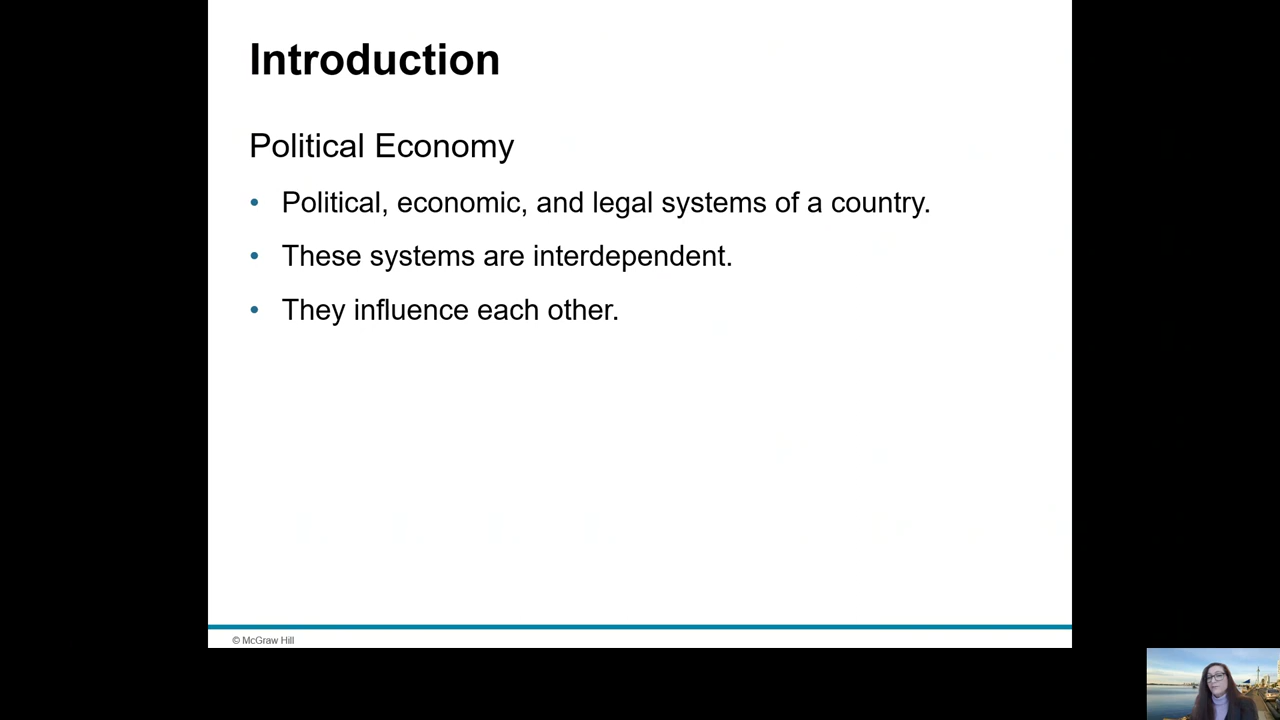 Introduction
Political Economy
• Political, economic, and legal systems of a country.
• These systems are interdependent.
• They influence each other.
© McGraw Hill